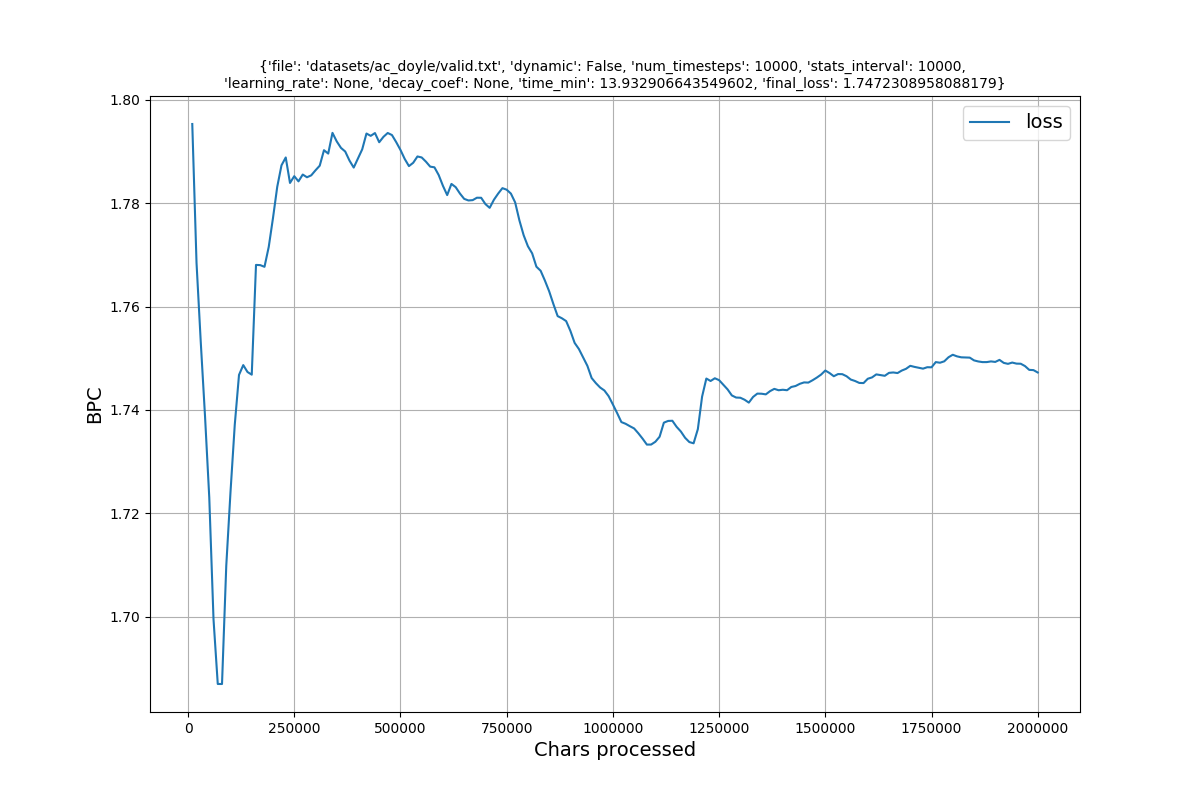 {'file': 'datasets/ac_doyle/valid.txt', 'dynamic': False, 'num_timesteps': 10000, 'stats_interval': 10000,
'learning_rate': None, 'decay_coef': None, 'time_min': 13.932906643549602, 'final_loss': 1.7472308958088179}
loss
1.80
1.78
1.76
1.74
1.72
1.70
BPC
0 250000 500000 750000 1000000 1250000 1500000 1750000 2000000
Chars processed